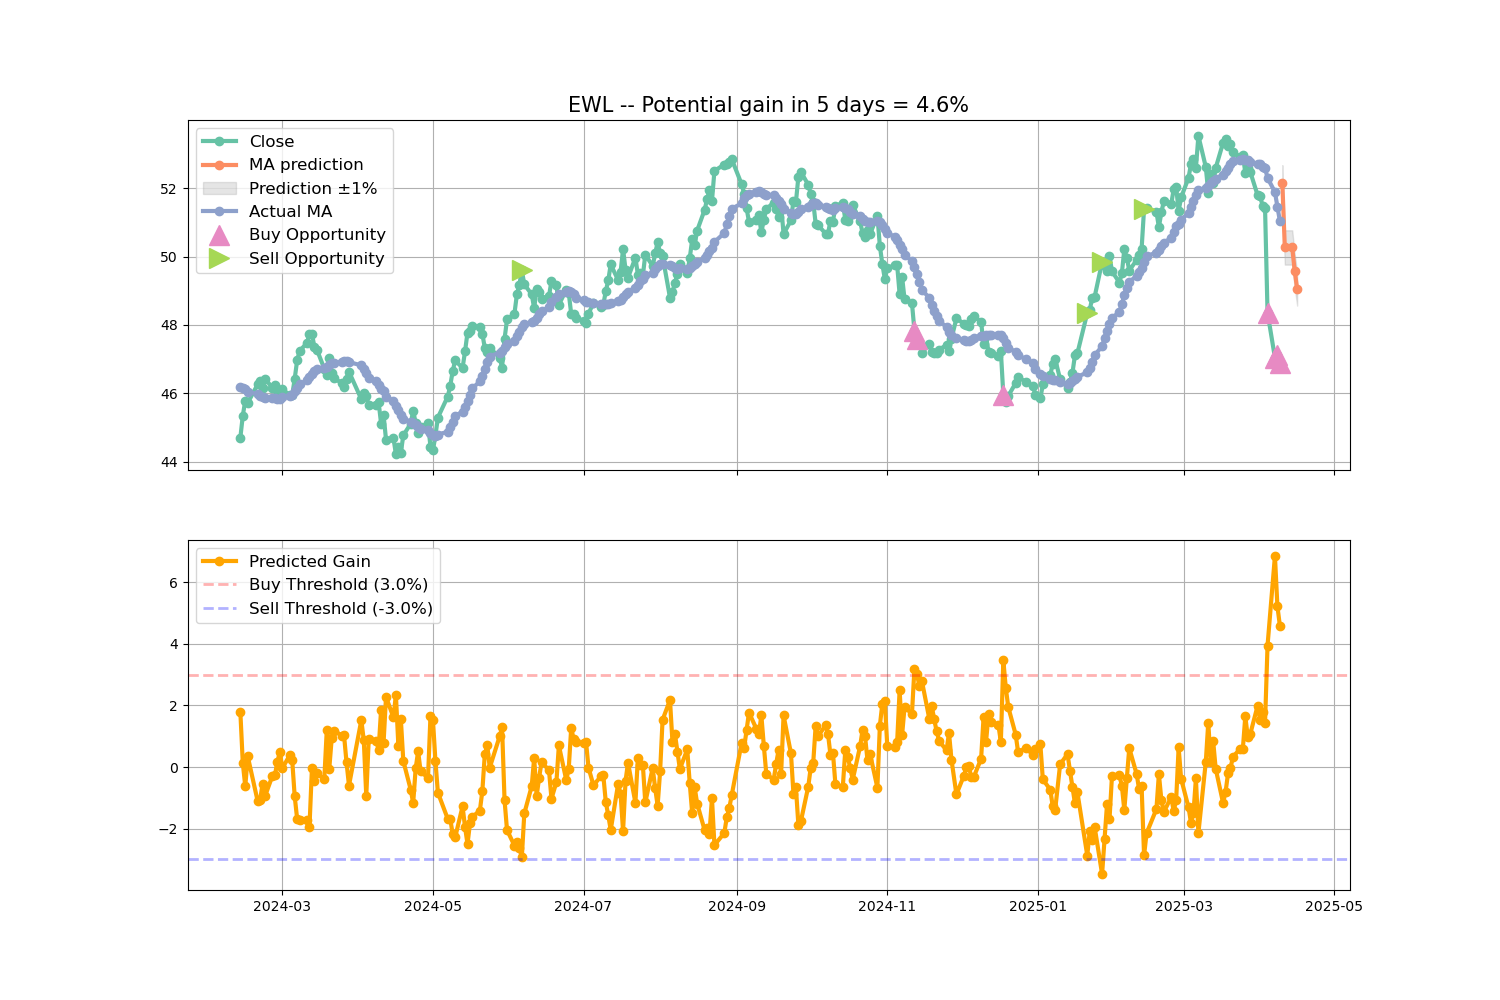 EWL -- Potential gain in 5 days = 4.6%
Close
MA prediction
Prediction ±1%
Actual MA
Buy Opportunity
Sell Opportunity
52
50
48
46
44
Predicted Gain
Buy Threshold (3.0%)
Sell Threshold (-3.0%)
6
4
2
0
−2
2024-03 2024-05 2024-07 2024-09 2024-11 2025-01 2025-03 2025-05